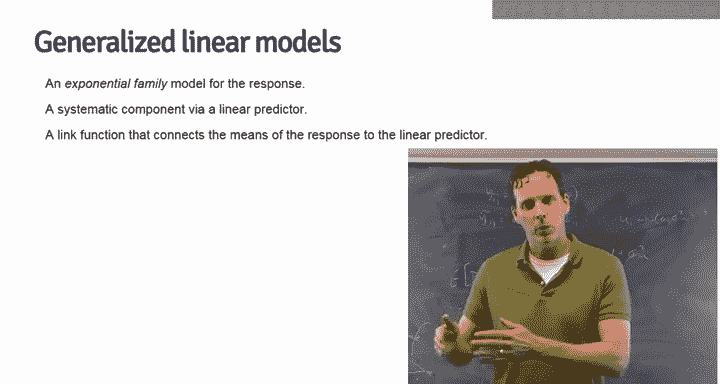 Generalized linear models
An exponential family model for the response.
A systematic component via a linear predictor.
A link function that connects the means of the response to the linear predictor.